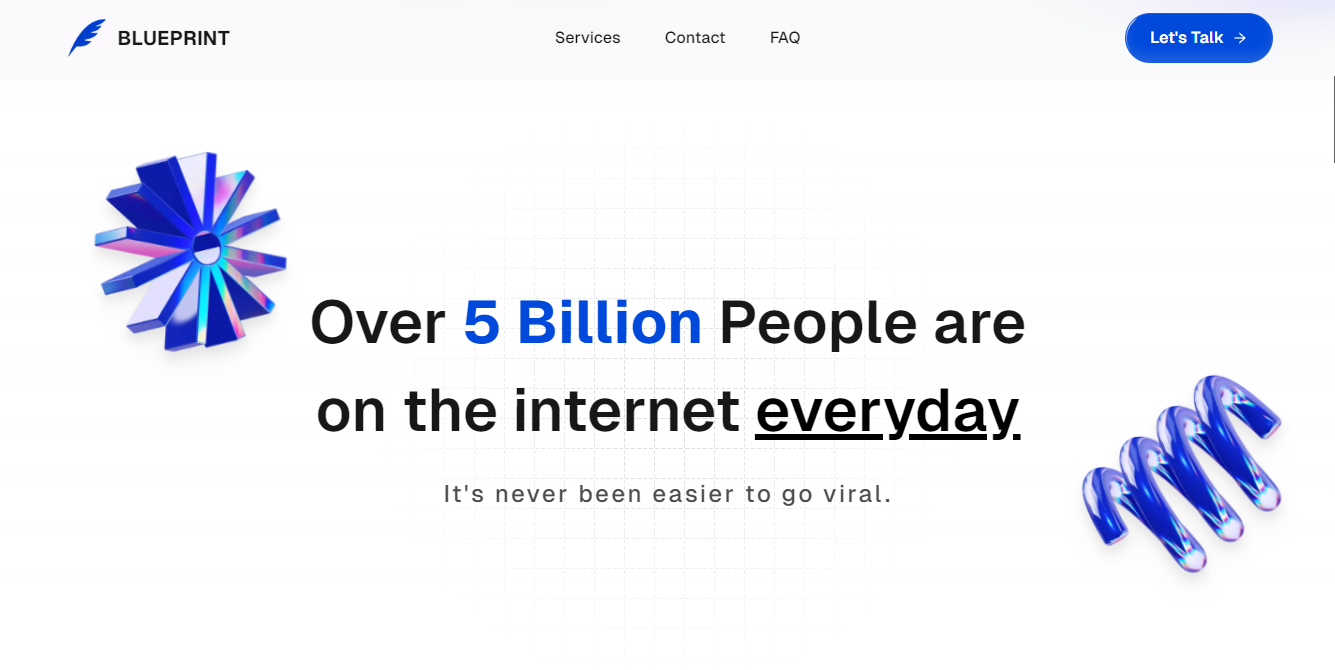 BLUEPRINT
Services
Contact
FAQ
Let's Talk →
Over 5 Billion People are
on the internet everyday
It's never been easier to go viral.